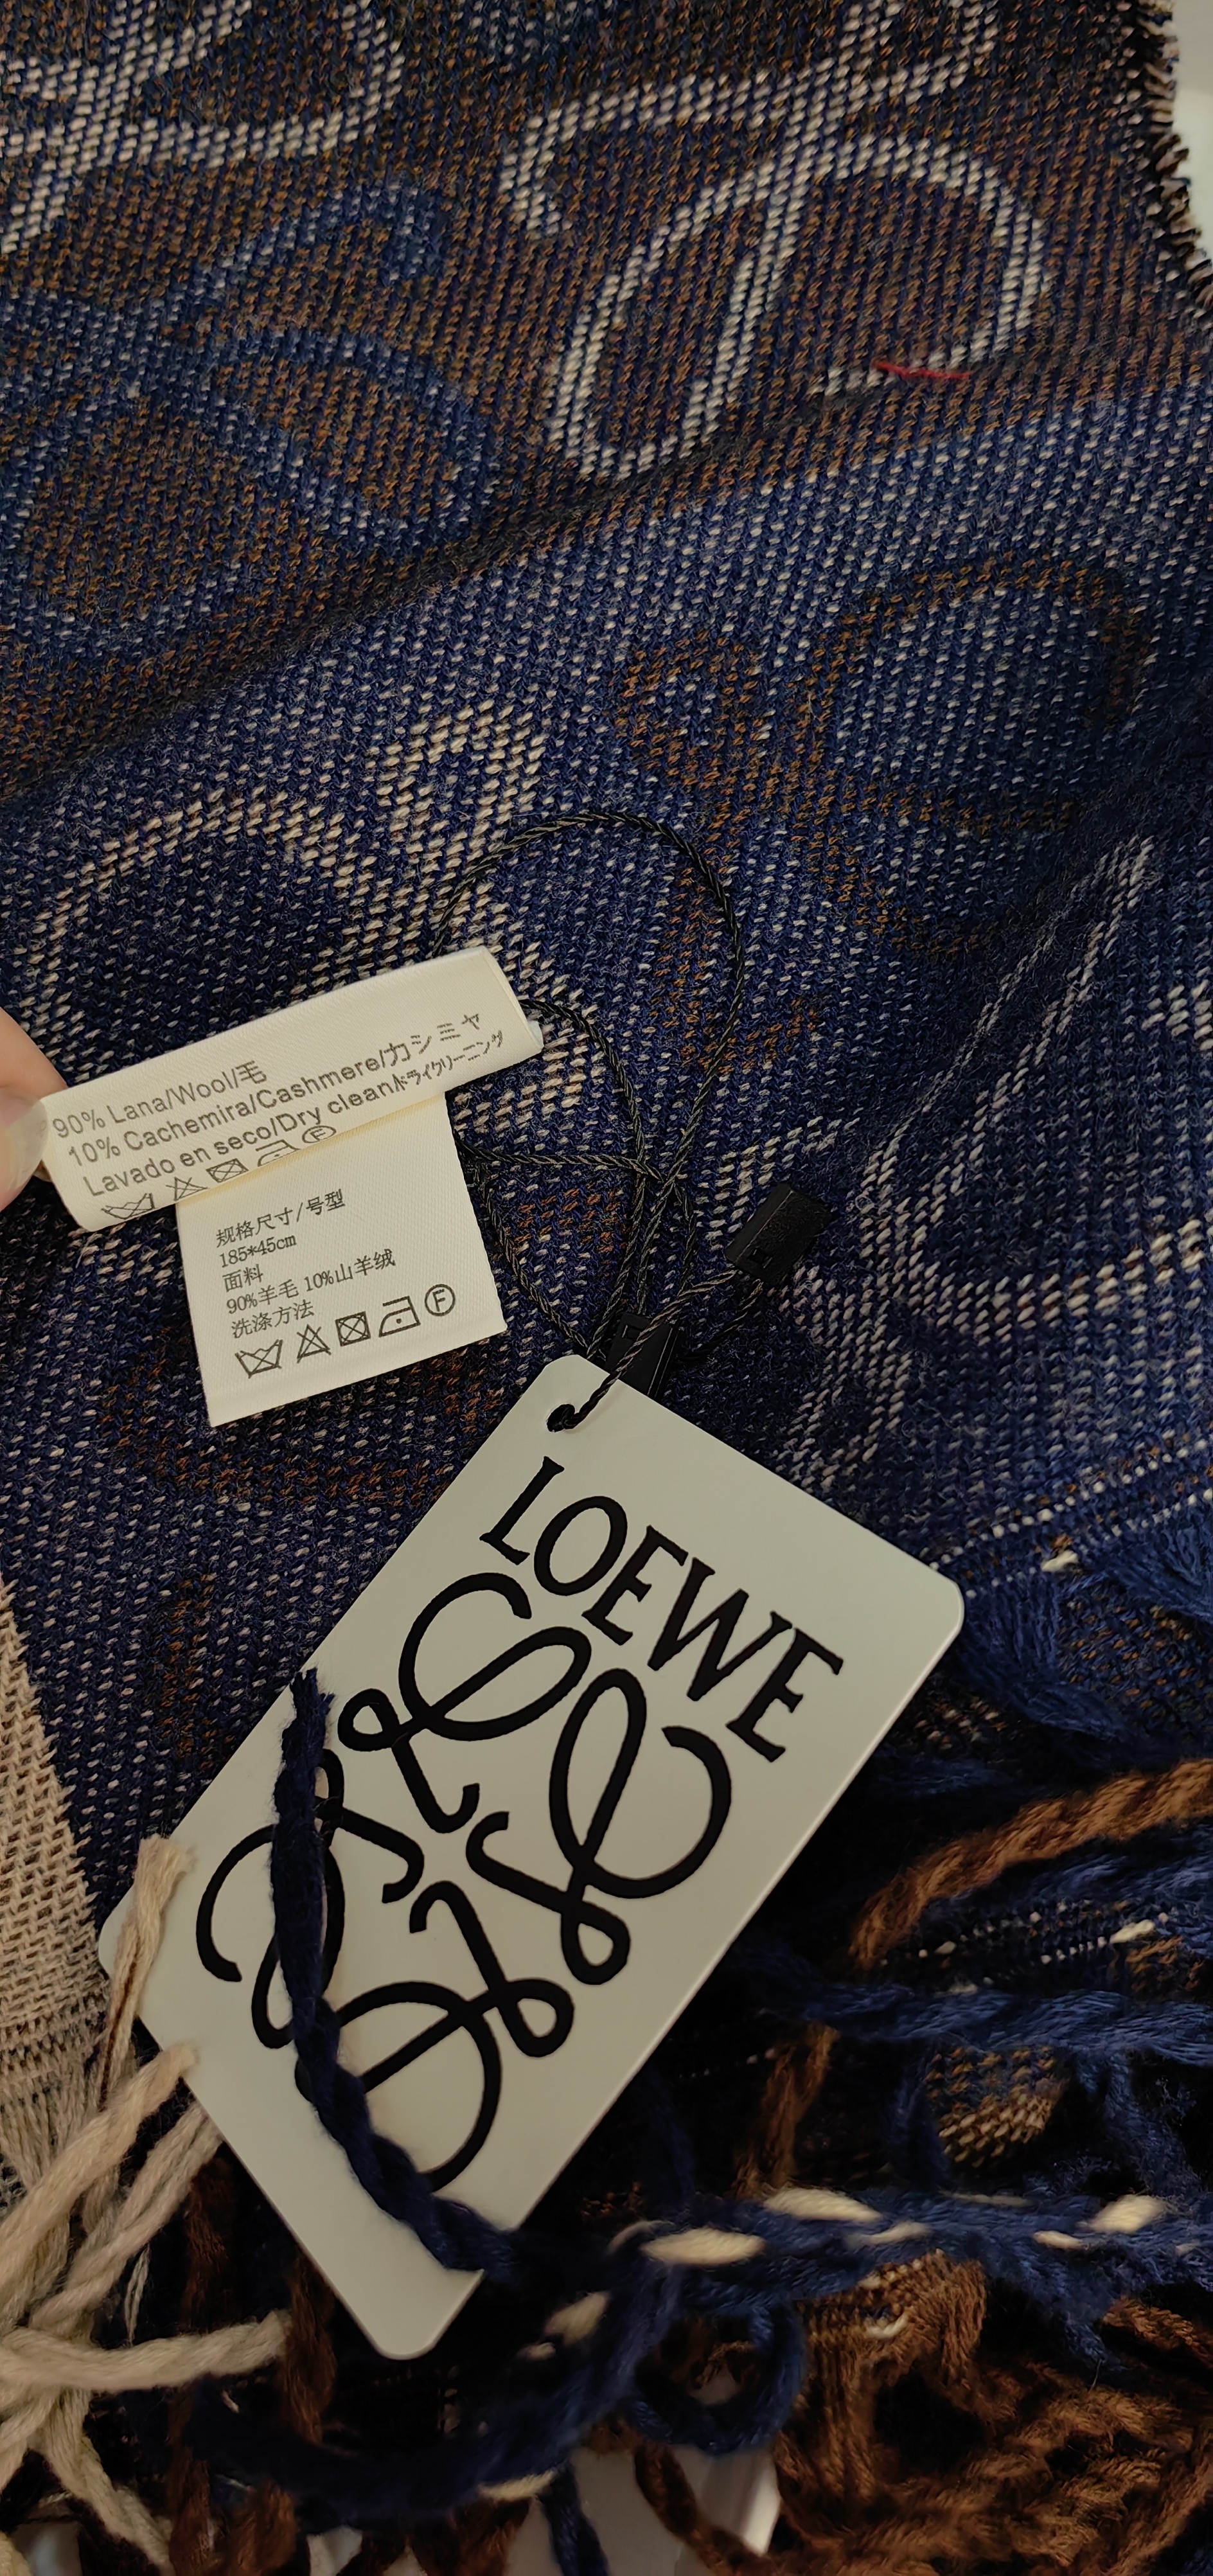 90% Lana/Wool/毛
10% Cachemira/Cashmere/カシミヤ
Lavado en seco/Dry cleanドライクリーニング
F
规格尺寸/号型
185*45cm
面料
90%羊毛 10%山羊绒
洗涤方法
F
LOEWE